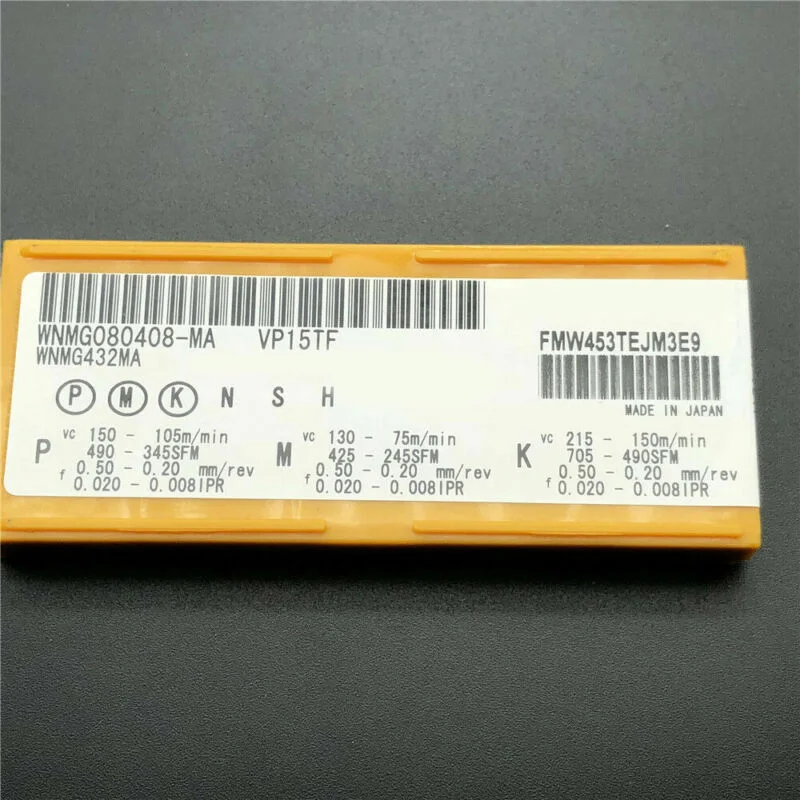 WNMG080408-MA VP15TF
WNMG432MA
FMW453TEJM3E9
MADE IN JAPAN
P M K N S H
P vc 150 - 105m/min
490 - 345SFM
f 0.50 - 0.20 mm/rev
0.020 - 0.008IPR
M vc 130 - 75m/min
425 - 245SFM
f 0.50 - 0.20 mm/rev
0.020 - 0.008IPR
K vc 215 - 150m/min
705 - 490SFM
f 0.50 - 0.20 mm/rev
0.020 - 0.008IPR